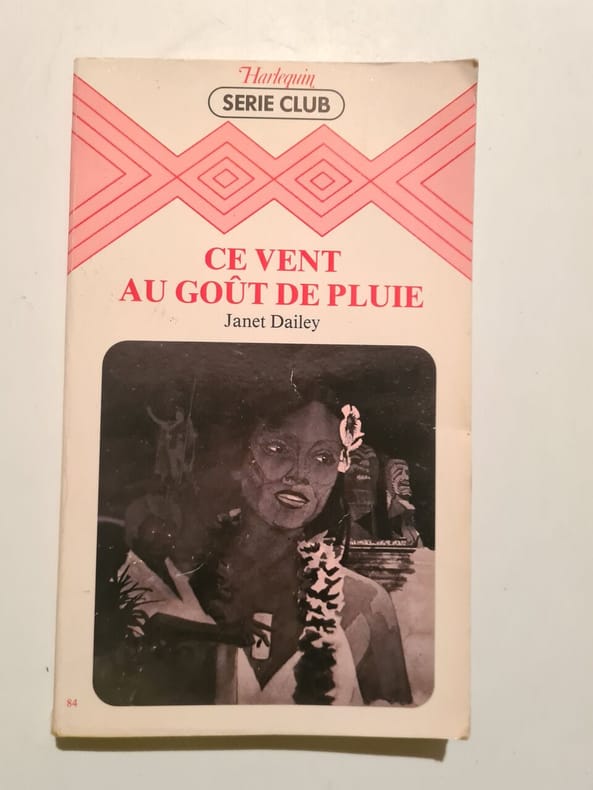 Harlequin
SERIE CLUB
CE VENT
AU GOÛT DE PLUIE
Janet Dailey
84